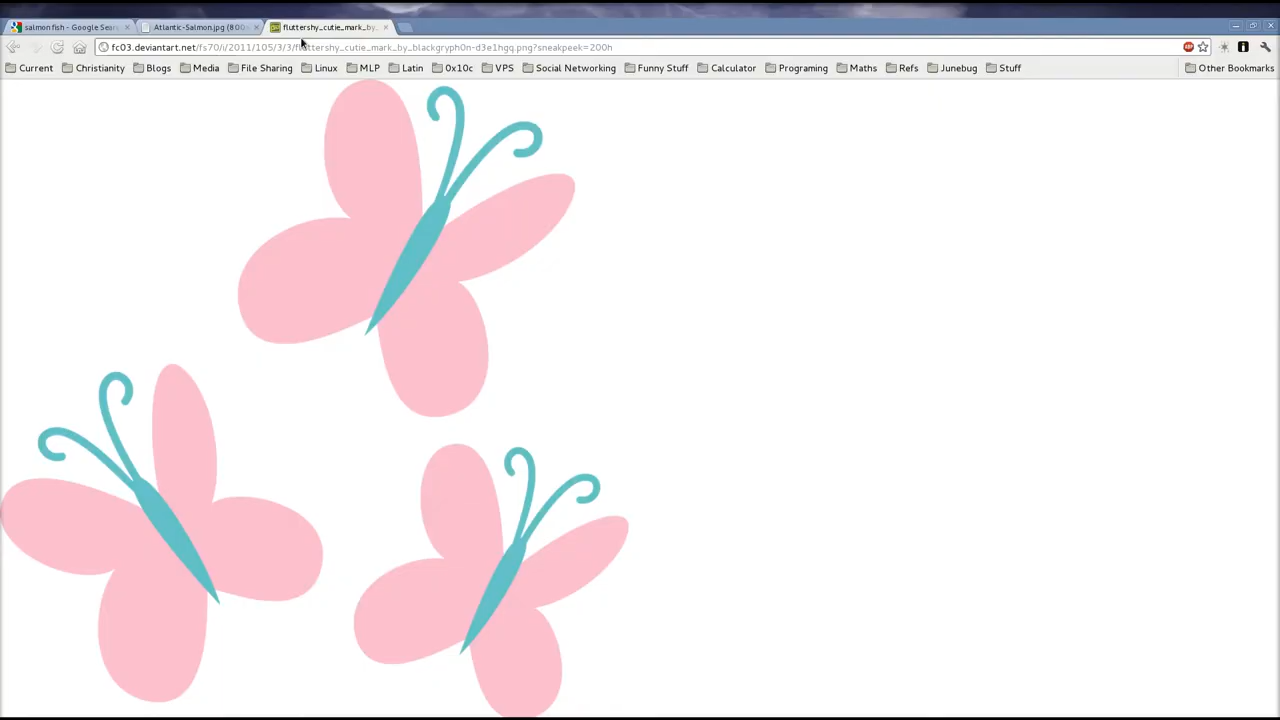 salmon fish - Google Sear
Atlantic-Salmon.jpg (800×
fluttershy_cutie_mark_by_
fc03.deviantart.net/fs70/i/2011/105/3/3/fluttershy_cutie_mark_by_blackgryph0n-d3e1hgq.png?sneakpeek=200h
Current Christianity Blogs Media File Sharing Linux MLP Latin 0x10c VPS Social Networking Funny Stuff Calculator Programing Maths Refs Junebug Stuff Other Bookmarks